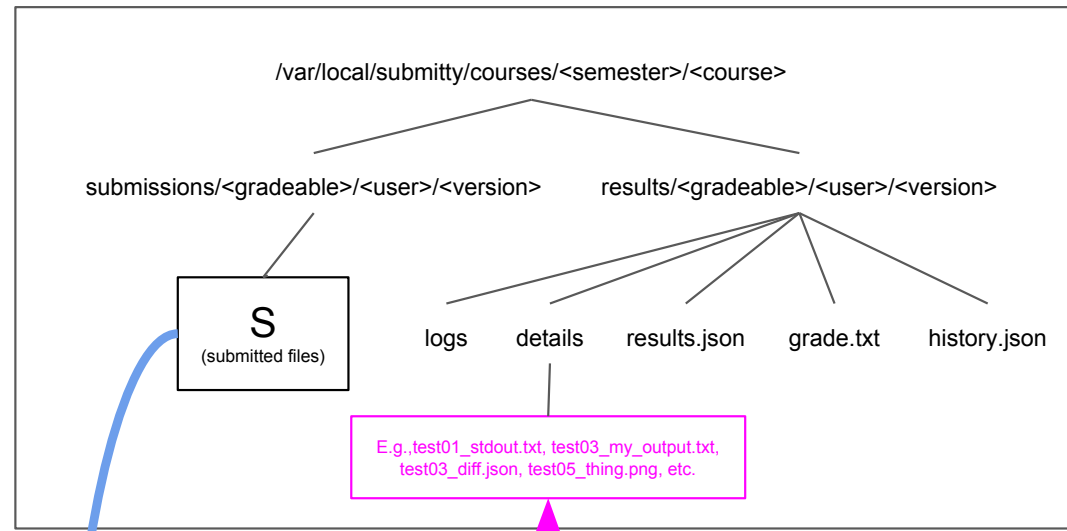 /var/local/submitty/courses/<semester>/<course>
submissions/<gradeable>/<user>/<version>
results/<gradeable>/<user>/<version>
S
(submitted files)
logs
details
results.json
grade.txt
history.json
E.g.,test01_stdout.txt, test03_my_output.txt,
test03_diff.json, test05_thing.png, etc.